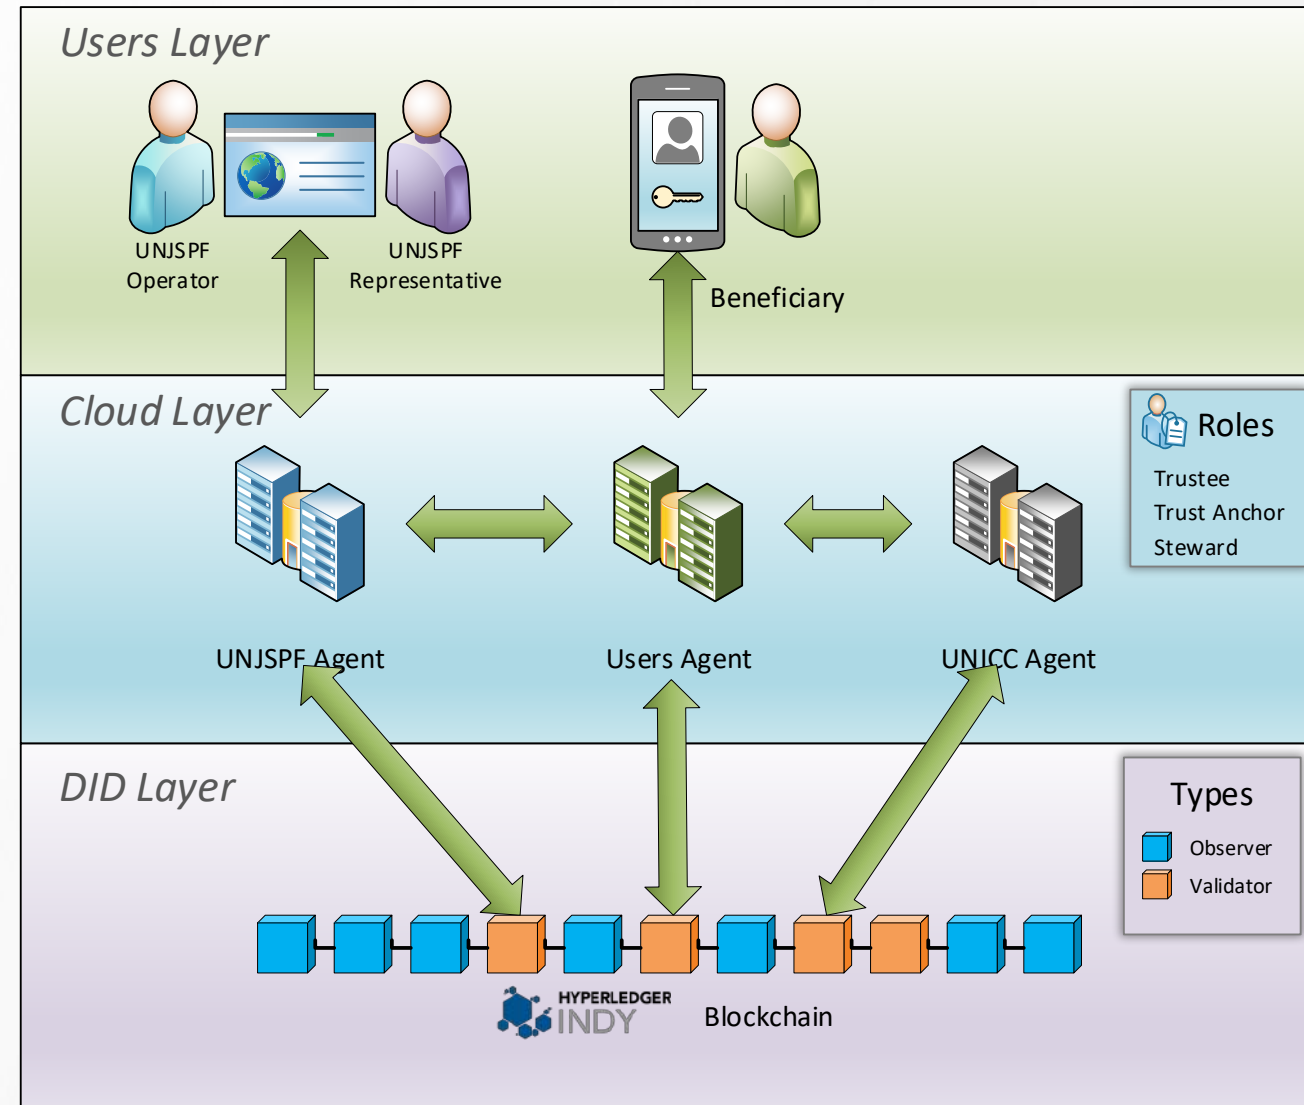 Users Layer
UNJSPF
Operator
UNJSPF
Representative
Beneficiary
Cloud Layer
Roles
Trustee
Trust Anchor
Steward
UNJSPF Agent
Users Agent
UNICC Agent
DID Layer
Types
Observer
Validator
HYPERLEDGER
INDY
Blockchain